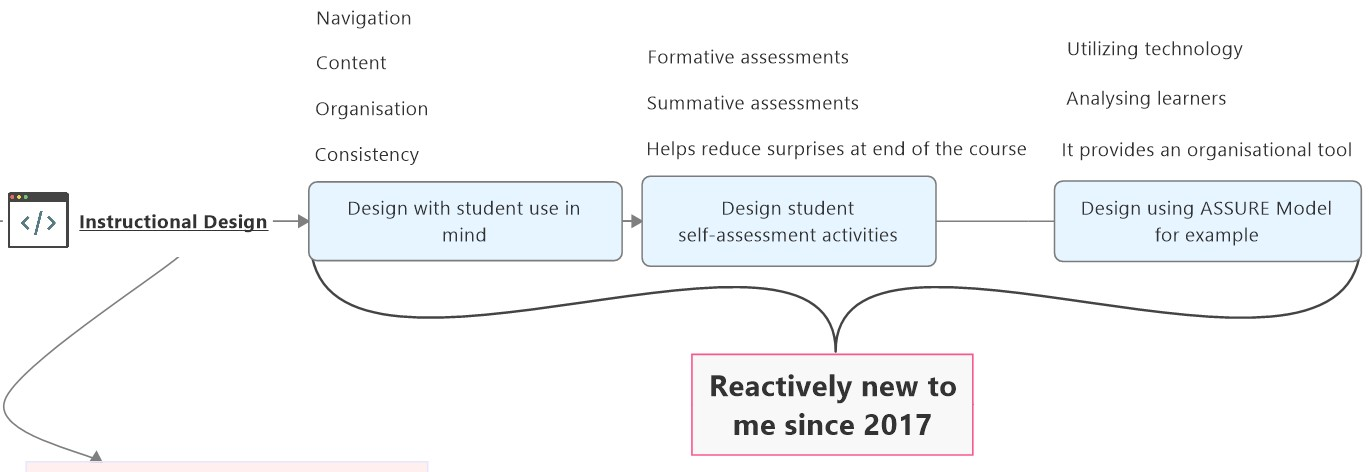 Navigation
Content
Organisation
Consistency
Formative assessments
Summative assessments
Helps reduce surprises at end of the course
Utilizing technology
Analysing learners
It provides an organisational tool
</>
Instructional Design
Design with student use in
mind
Design student
self-assessment activities
Design using ASSURE Model
for example
Reactively new to
me since 2017